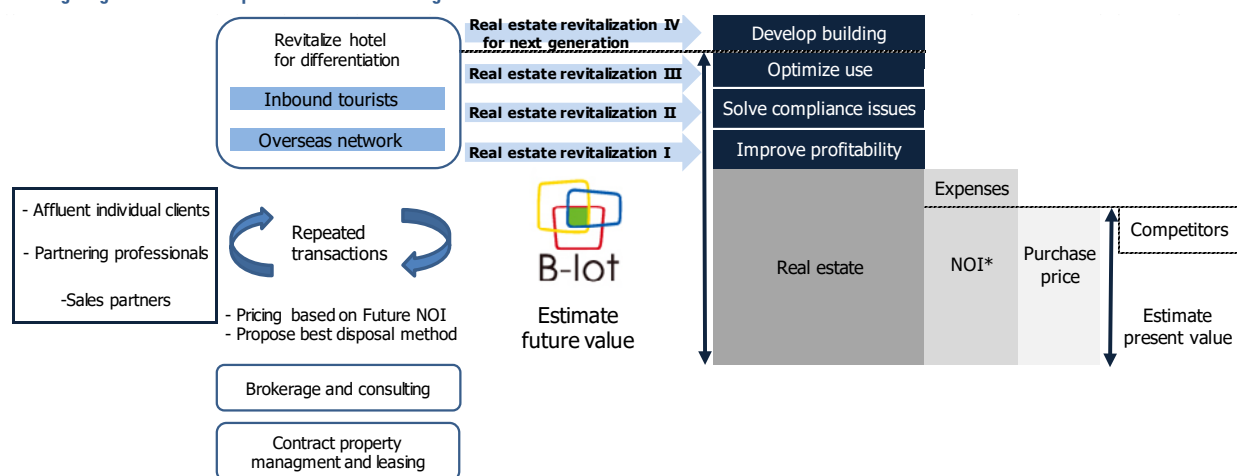 Revitalize hotel
for differentiation
Inbound tourists
Overseas network
Real estate revitalization IV
for next generation
Real estate revitalization III
Real estate revitalization II
Real estate revitalization I
Develop building
Optimize use
Solve compliance issues
Improve profitability
- Affluent individual clients
- Partnering professionals
-Sales partners
Repeated
transactions
- Pricing based on Future NOI
- Propose best disposal method
B-lot
Estimate
future value
Real estate
Expenses
NOI*
Purchase
price
Competitors
Estimate
present value
Brokerage and consulting
Contract property
managment and leasing